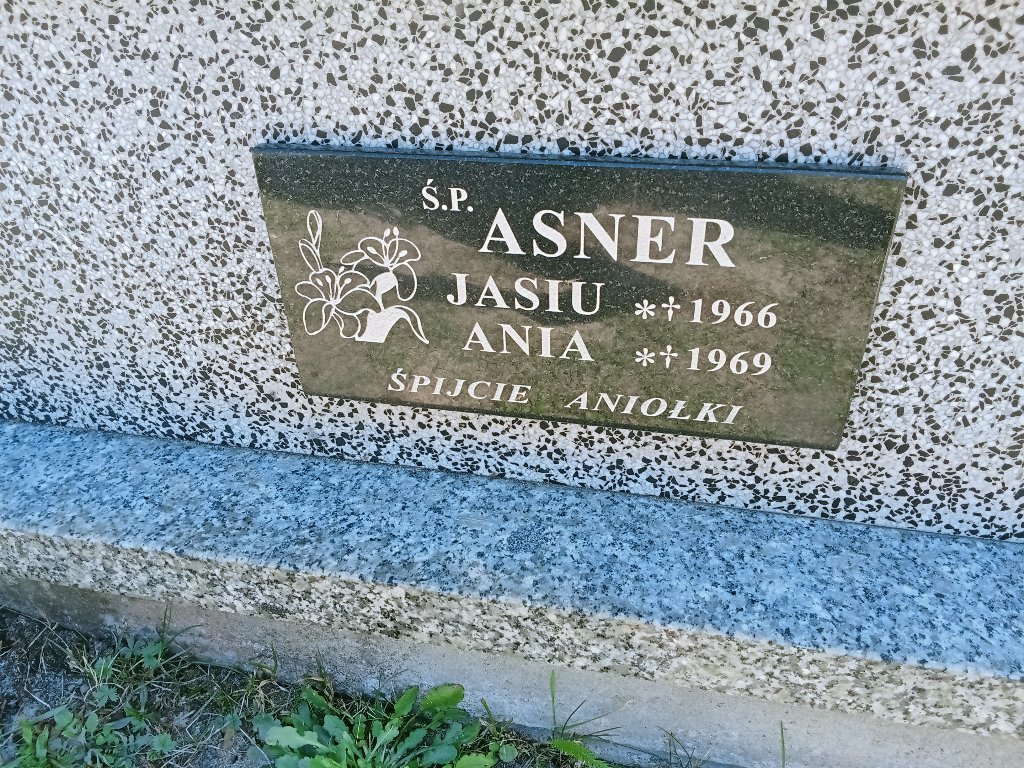 Ś.P. ASNER
JASIU *† 1966
ANIA *† 1969
ŚPIJCIE ANIOŁKI